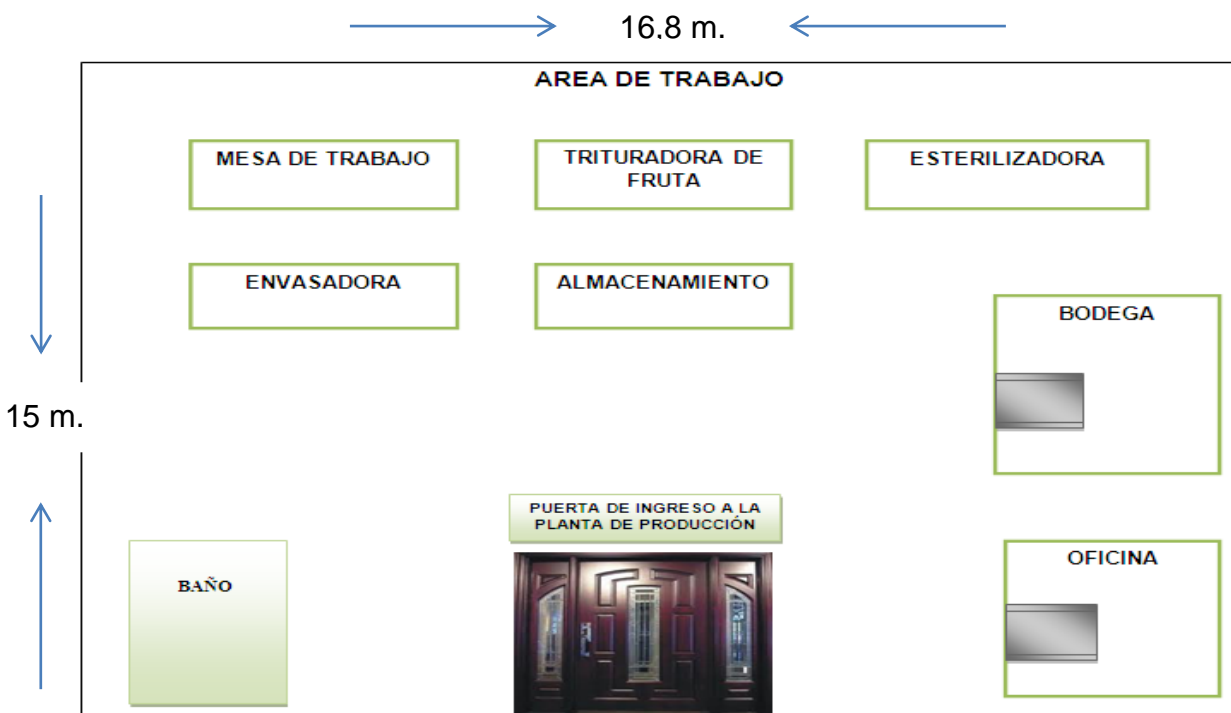 16,8 m.
AREA DE TRABAJO
MESA DE TRABAJO
TRITURADORA DE
FRUTA
ESTERILIZADORA
ENVASADORA
ALMACENAMIENTO
BODEGA
15 m.
PUERTA DE INGRESO A LA
PLANTA DE PRODUCCIÓN
BAÑO
OFICINA